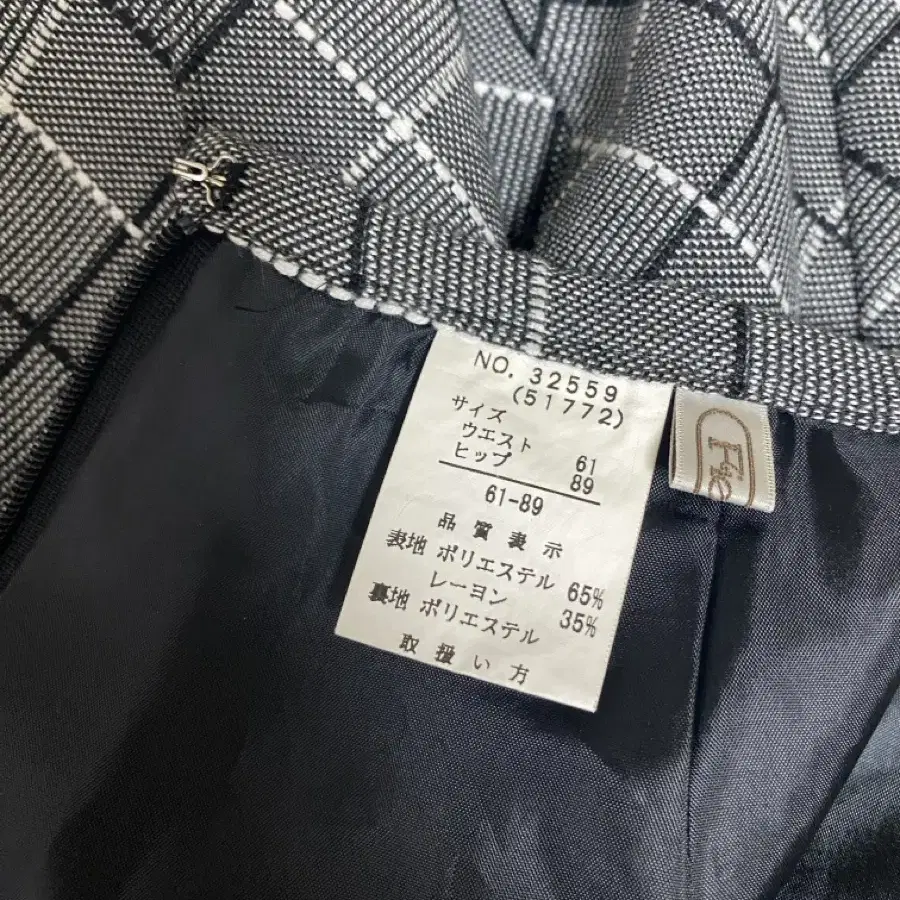 NO. 32559
(51772)
サイズ
ウエスト 61
ヒップ 89
61-89
品質表示
表地 ポリエステル 65%
レーヨン 35%
裏地 ポリエステル
取扱い方